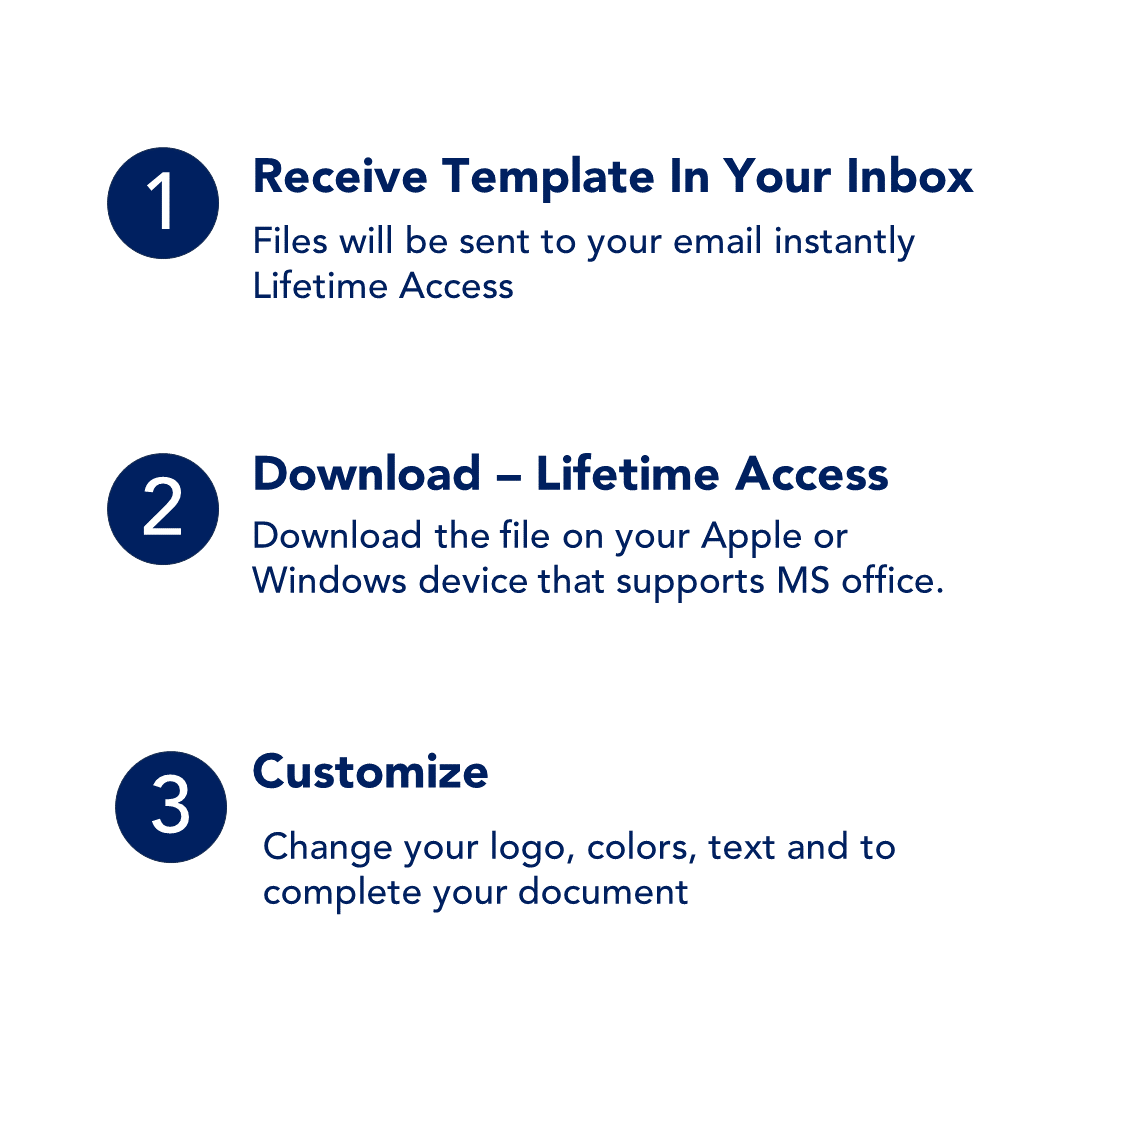 1
Receive Template In Your Inbox
Files will be sent to your email instantly
Lifetime Access
2
Download – Lifetime Access
Download the file on your Apple or
Windows device that supports MS office.
3
Customize
Change your logo, colors, text and to
complete your document